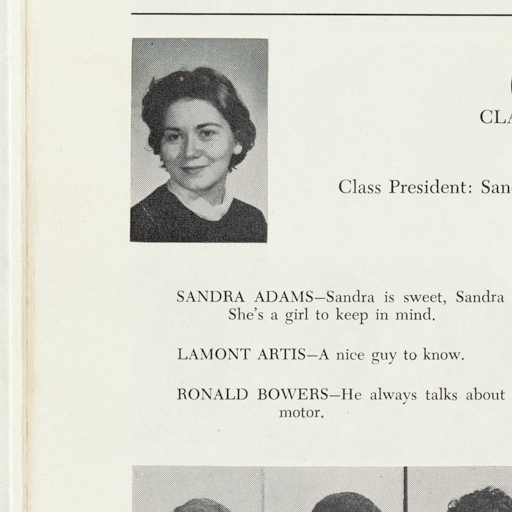 CLA
Class President: San
SANDRA ADAMS—Sandra is sweet, Sandra
She's a girl to keep in mind.
LAMONT ARTIS—A nice guy to know.
RONALD BOWERS—He always talks about
motor.